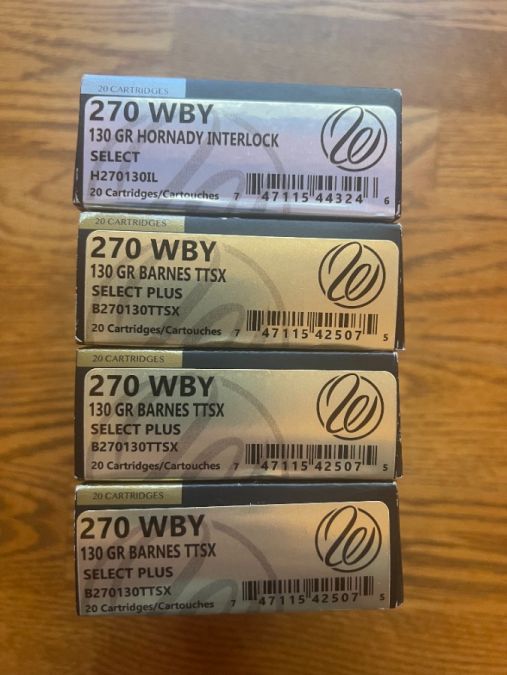 20 CARTRIDGES
270 WBY
130 GR HORNADY INTERLOCK
SELECT
H270130IL
20 Cartridges/Cartouches 7 47115 44324 6
20 CARTRIDGES
270 WBY
130 GR BARNES TTSX
SELECT PLUS
B270130TTSX
20 Cartridges/Cartouches 7 47115 42507 5
20 CARTRIDGES
270 WBY
130 GR BARNES TTSX
SELECT PLUS
B270130TTSX
20 Cartridges/Cartouches 7 47115 42507 5
20 CARTRIDGES
270 WBY
130 GR BARNES TTSX
SELECT PLUS
B270130TTSX
20 Cartridges/Cartouches 7 47115 42507 5